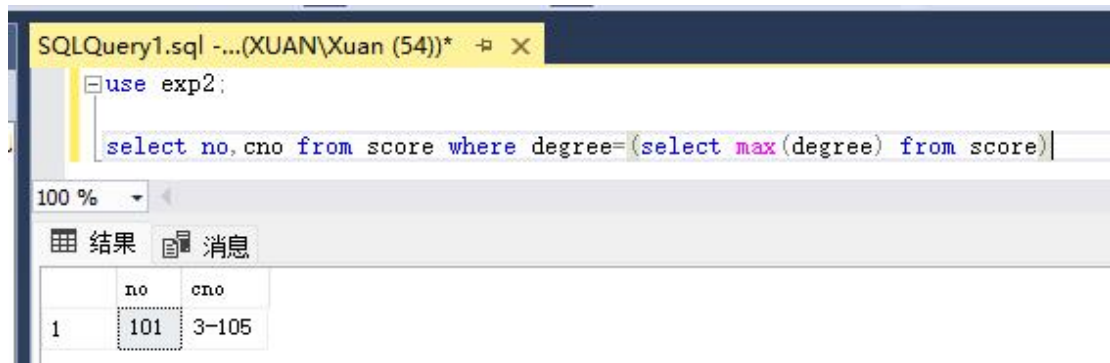 SQLQuery1.sql -...(XUAN\Xuan (54))*
use exp2;
select no,cno from score where degree=(select max(degree) from score)
100 %
结果 消息
no cno
1 101 3-105